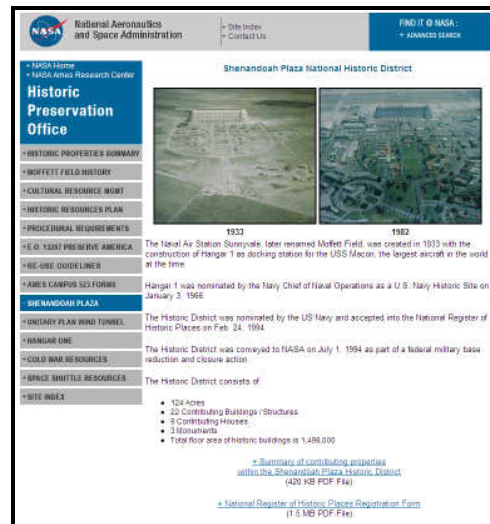 NASA
National Aeronautics
and Space Administration
+ Site Index
+ Contact Us
FIND IT @ NASA :
+ ADVANCED SEARCH
+ NASA Home
+ NASA Ames Research Center
Historic
Preservation
Office
+ HISTORIC PROPERTIES SUMMARY
+ MOFFETT FIELD HISTORY
+ CULTURAL RESOURCE MGMT
+ HISTORIC RESOURCES PLAN
+ PROCEDURAL REQUIREMENTS
+ E.O. 13287 PRESERVE AMERICA
+ RE-USE GUIDELINES
+ AMES CAMPUS 523 FORMS
- SHENANDOAH PLAZA
+ UNITARY PLAN WIND TUNNEL
+ HANGAR ONE
+ COLD WAR RESOURCES
+ SPACE SHUTTLE RESOURCES
+ SITE INDEX
Shenandoah Plaza National Historic District
1933
1982
The Naval Air Station Sunnyvale, later renamed Moffett Field, was created in 1933 with the
construction of Hangar 1 as docking station for the USS Macon, the largest aircraft in the world
at the time.
Hangar 1 was nominated by the Navy Chief of Naval Operations as a U.S. Navy Historic Site on
January 3, 1966.
The Historic District was nominated by the US Navy and accepted into the National Register of
Historic Places on Feb. 24, 1994.
The Historic District was conveyed to NASA on July 1, 1994 as part of a federal military base
reduction and closure action.
The Historic District consists of:
• 124 Acres
• 22 Contributing Buildings / Structures
• 9 Contributing Houses
• 3 Monuments
• Total floor area of historic buildings is 1,496,000
+ Summary of contributing properties
within the Shenandoah Plaza Historic District
(420 KB PDF File)
+ National Register of Historic Places Registration Form
(1.5 MB PDF File)